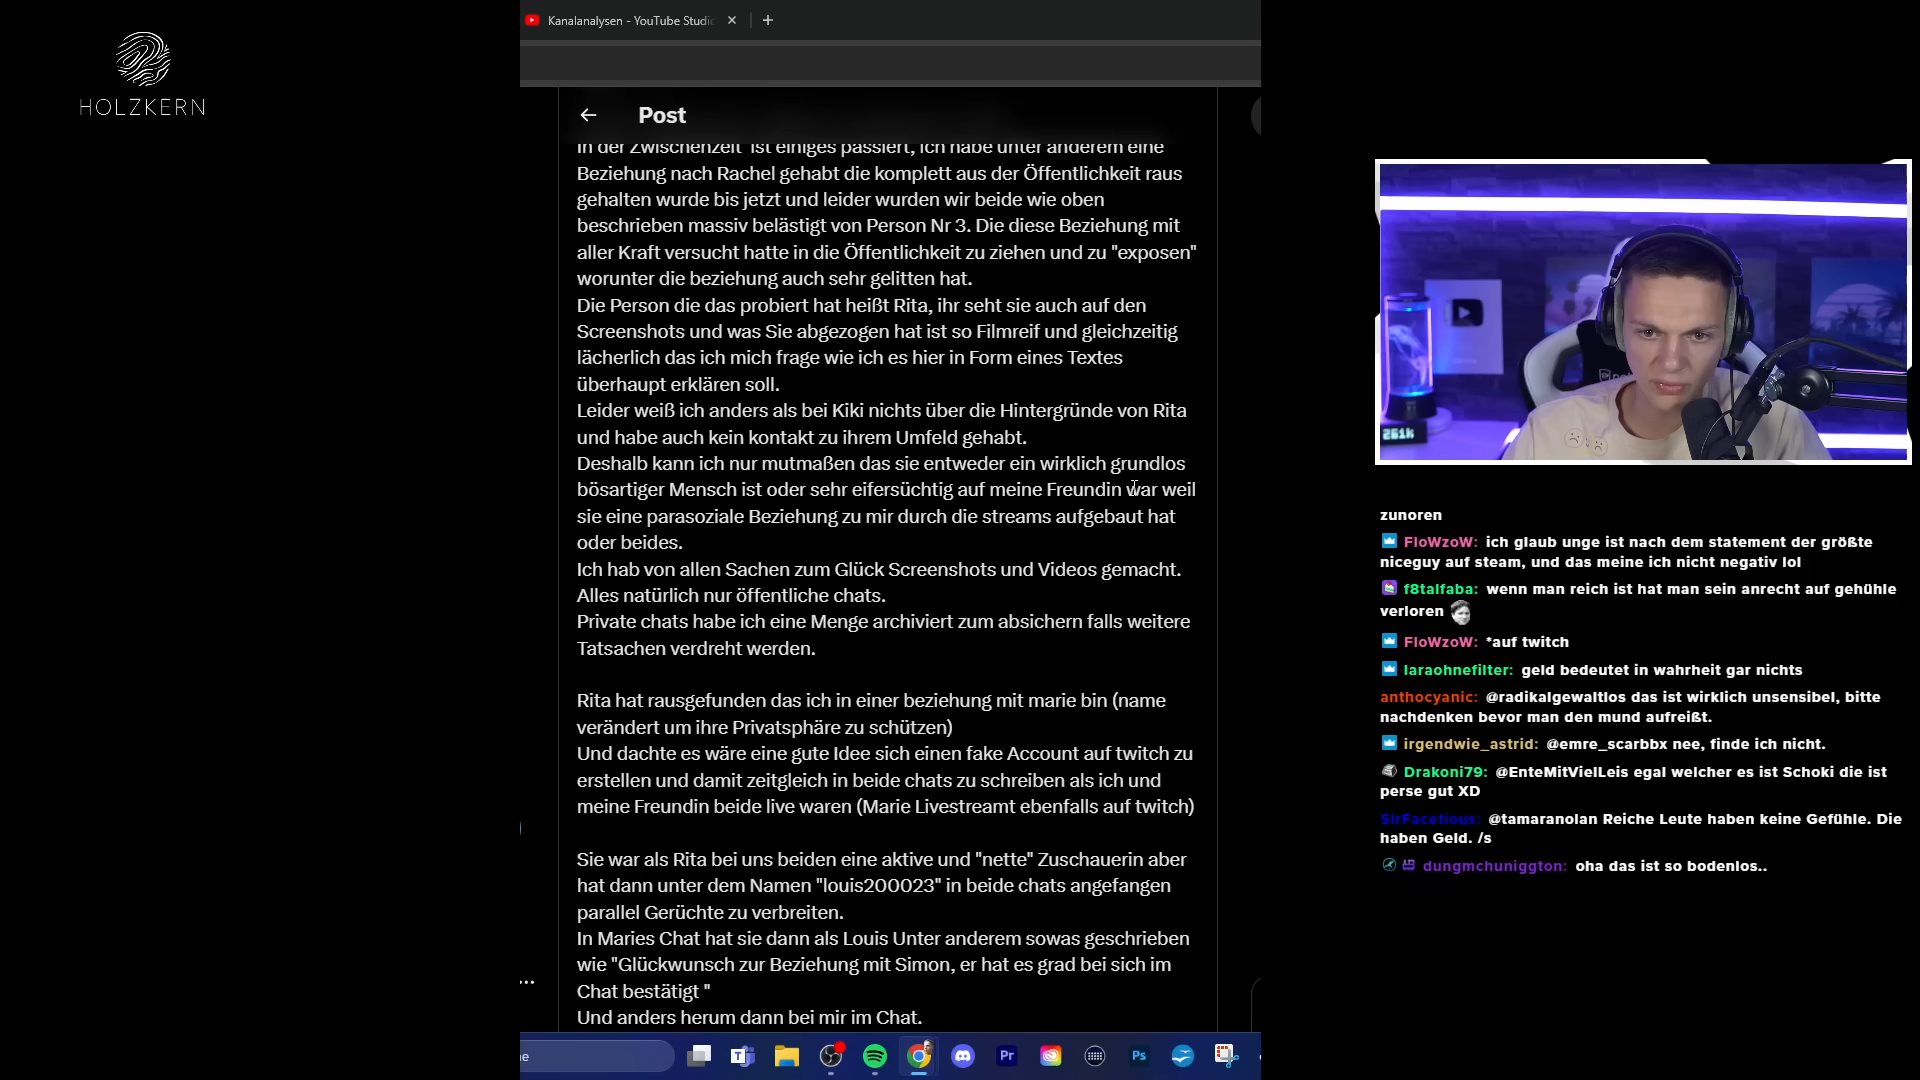 HOLZKERN
Kanalanalysen - YouTube Studio
Post
In der Zwischenzeit ist einiges passiert, ich habe unter anderem eine
Beziehung nach Rachel gehabt die komplett aus der Öffentlichkeit raus
gehalten wurde bis jetzt und leider wurden wir beide wie oben
beschrieben massiv belästigt von Person Nr 3. Die diese Beziehung mit
aller Kraft versucht hatte in die Öffentlichkeit zu ziehen und zu "exposen"
worunter die beziehung auch sehr gelitten hat.
Die Person die das probiert hat heißt Rita, ihr seht sie auch auf den
Screenshots und was Sie abgezogen hat ist so Filmreif und gleichzeitig
lächerlich das ich mich frage wie ich es hier in Form eines Textes
überhaupt erklären soll.
Leider weiß ich anders als bei Kiki nichts über die Hintergründe von Rita
und habe auch kein kontakt zu ihrem Umfeld gehabt.
Deshalb kann ich nur mutmaßen das sie entweder ein wirklich grundlos
bösartiger Mensch ist oder sehr eifersüchtig auf meine Freundin war weil
sie eine parasoziale Beziehung zu mir durch die streams aufgebaut hat
oder beides.
Ich hab von allen Sachen zum Glück Screenshots und Videos gemacht.
Alles natürlich nur öffentliche chats.
Private chats habe ich eine Menge archiviert zum absichern falls weitere
Tatsachen verdreht werden.
Rita hat rausgefunden das ich in einer beziehung mit marie bin (name
verändert um ihre Privatsphäre zu schützen)
Und dachte es wäre eine gute Idee sich einen fake Account auf twitch zu
erstellen und damit zeitgleich in beide chats zu schreiben als ich und
meine Freundin beide live waren (Marie Livestreamt ebenfalls auf twitch)
Sie war als Rita bei uns beiden eine aktive und "nette" Zuschauerin aber
hat dann unter dem Namen "louis200023" in beide chats angefangen
parallel Gerüchte zu verbreiten.
In Maries Chat hat sie dann als Louis Unter anderem sowas geschrieben
wie "Glückwunsch zur Beziehung mit Simon, er hat es grad bei sich im
Chat bestätigt "
Und anders herum dann bei mir im Chat.
Pr
Ps
261k
zunoren
FloWzoW: ich glaub unge ist nach dem statement der größte
niceguy auf steam, und das meine ich nicht negativ lol
f8talfaba: wenn man reich ist hat man sein anrecht auf gehühle
verloren
FloWzoW: *auf twitch
laraohnefilter: geld bedeutet in wahrheit gar nichts
anthocyanic: @radikalgewaltlos das ist wirklich unsensibel, bitte
nachdenken bevor man den mund aufreißt.
irgendwie_astrid: @emre_scarbbx nee, finde ich nicht.
Drakoni79: @EnteMitVielLeis egal welcher es ist Schoki die ist
perse gut XD
SirFacetious: @tamaranolan Reiche Leute haben keine Gefühle. Die
haben Geld. /s
dungmchuniggton: oha das ist so bodenlos..